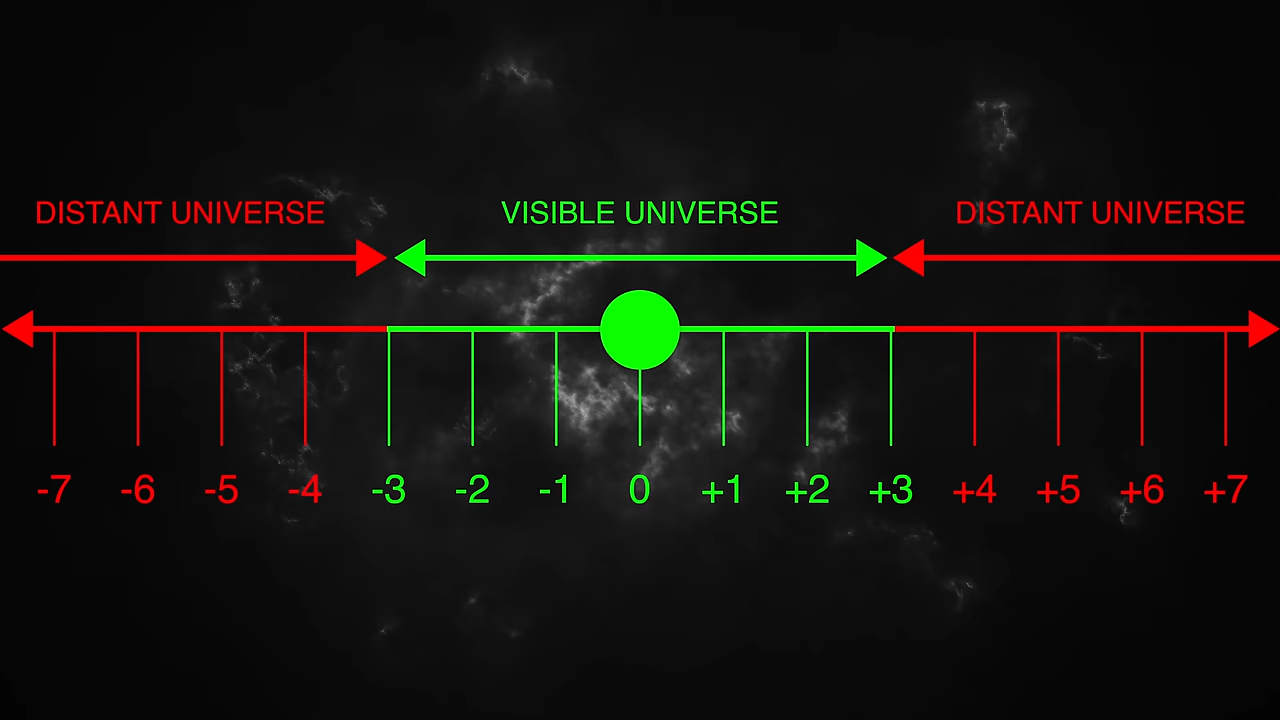 DISTANT UNIVERSE VISIBLE UNIVERSE DISTANT UNIVERSE
-7 -6 -5 -4 -3 -2 -1 0 +1 +2 +3 +4 +5 +6 +7